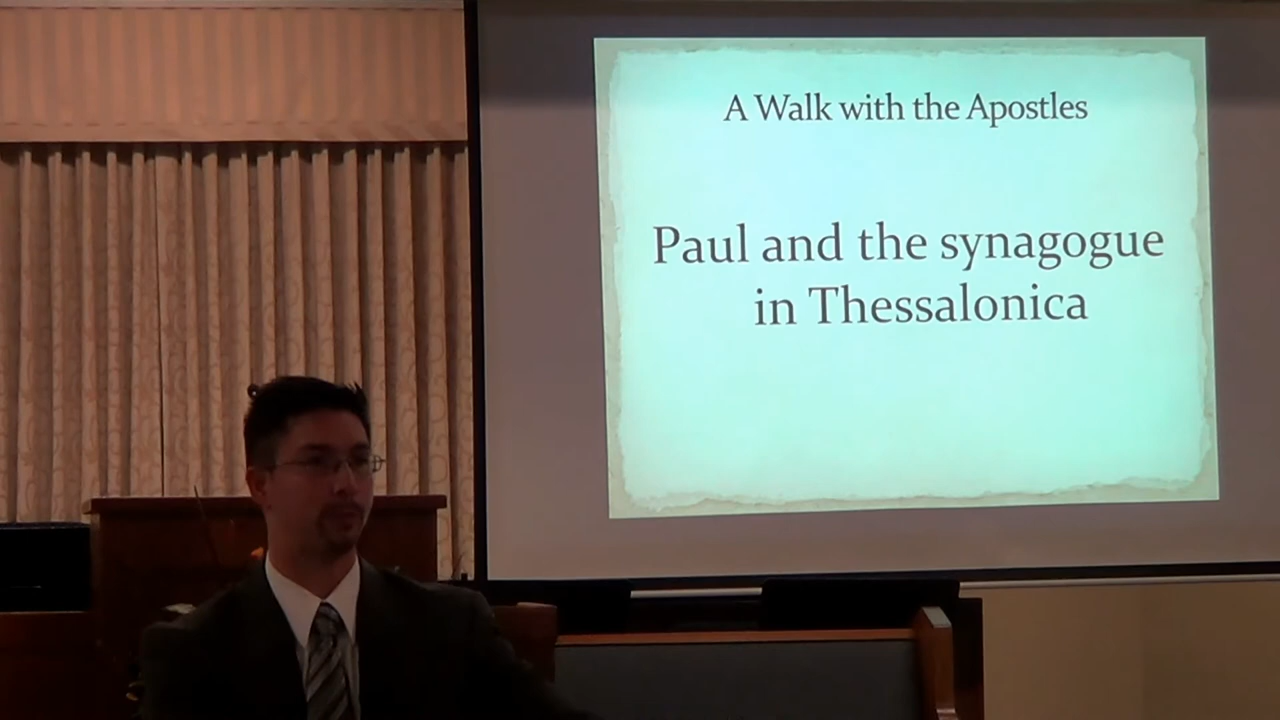 A Walk with the Apostles
Paul and the synagogue
in Thessalonica